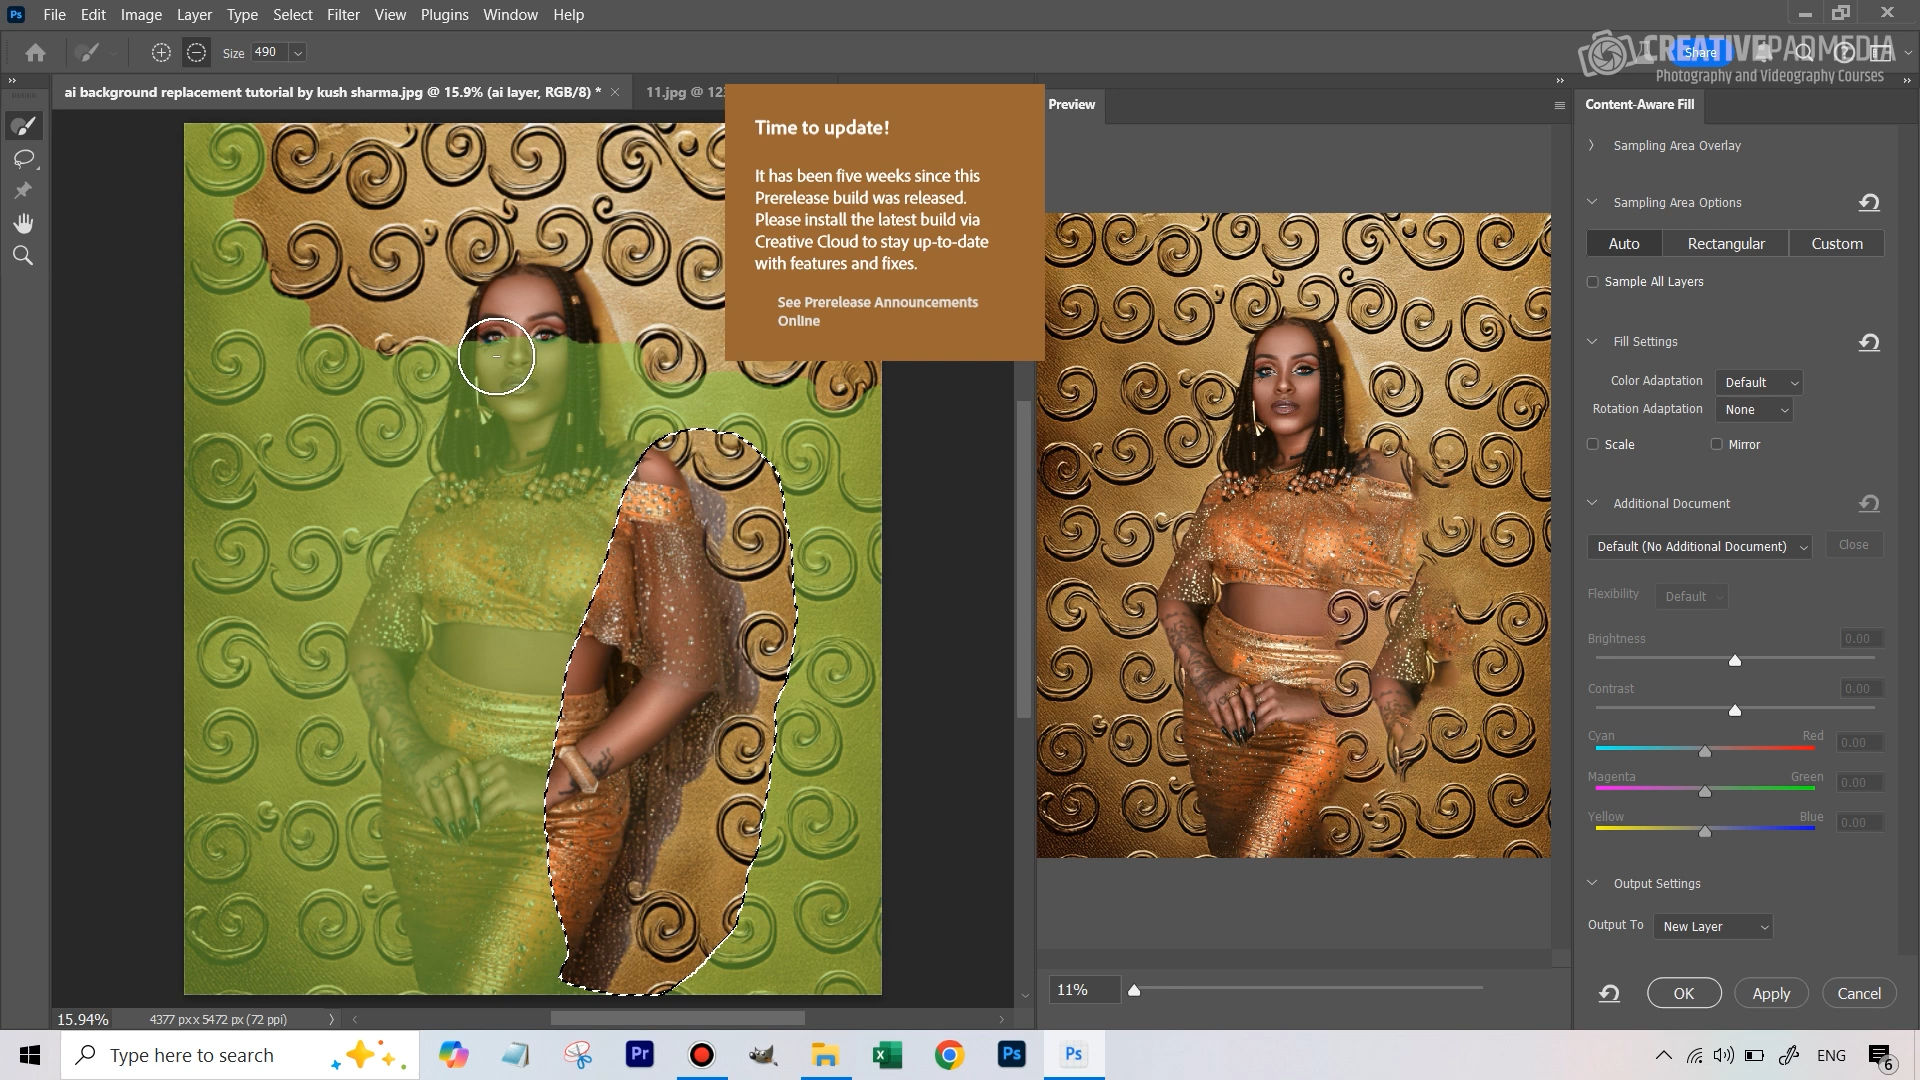 Ps File Edit Image Layer Type Select Filter View Plugins Window Help
Size 490
Share
CREATIVEPADMEDIA
Photography and Videography Courses
ai background replacement tutorial by kush sharma.jpg @ 15.9% (ai layer, RGB/8) *
11.jpg @ 12
Time to update!
It has been five weeks since this
Prerelease build was released.
Please install the latest build via
Creative Cloud to stay up-to-date
with features and fixes.
See Prerelease Announcements
Online
Preview
11%
Content-Aware Fill
Sampling Area Overlay
Sampling Area Options
Auto Rectangular Custom
Sample All Layers
Fill Settings
Color Adaptation Default
Rotation Adaptation None
Scale Mirror
Additional Document
Default (No Additional Document) Close
Flexibility Default
Brightness 0.00
Contrast 0.00
Cyan Red 0.00
Magenta Green 0.00
Yellow Blue 0.00
Output Settings
Output To New Layer
OK Apply Cancel
15.94% 4377 px x 5472 px (72 ppi)
Type here to search
Pr
Ps
Ps
ENG
6